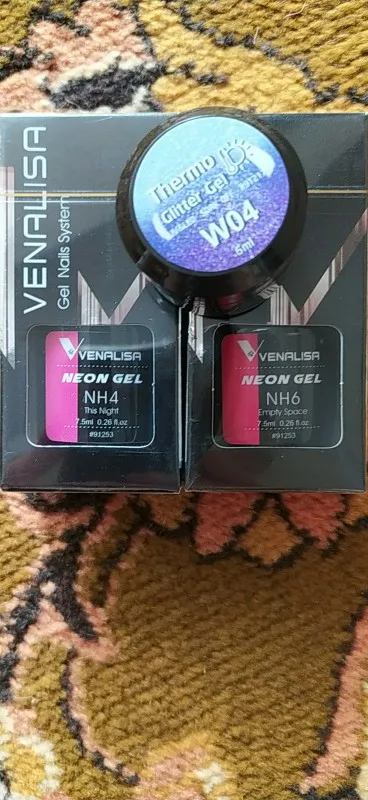 VENALISA
Gel Nails System
Thermo
Glitter Gel
W04
5ml
VENALISA
NEON GEL
NH4
This Night
7.5ml 0.26 fl.oz
#91253
VENALISA
NEON GEL
NH6
Empty Space
7.5ml 0.26 fl.oz
#91253